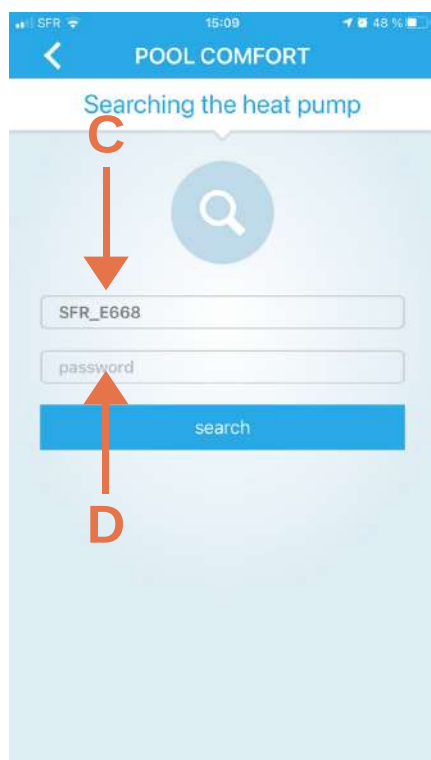 SFR 15:09 48 %
POOL COMFORT
Searching the heat pump
C
SFR_E668
password
search
D